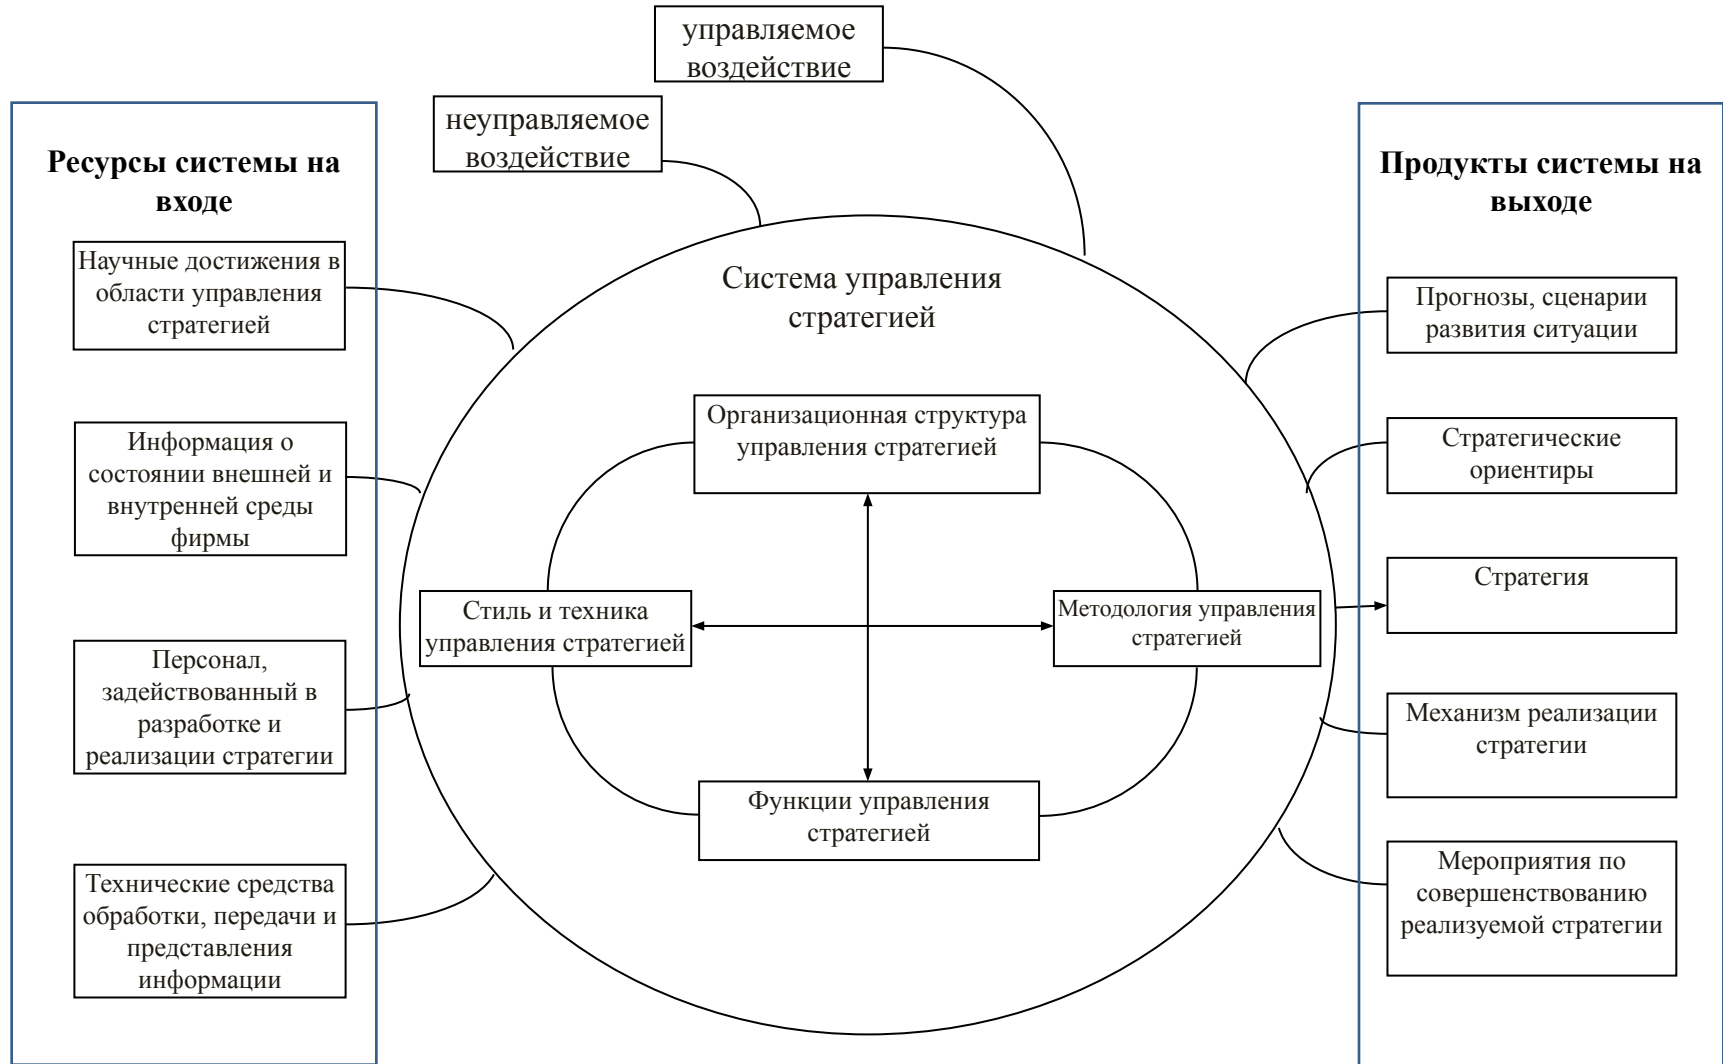 управляемое
воздействие
неуправляемое
воздействие
Ресурсы системы на
входе
Научные достижения в
области управления
стратегией
Информация о
состоянии внешней и
внутренней среды
фирмы
Персонал,
задействованный в
разработке и
реализации стратегии
Технические средства
обработки, передачи и
представления
информации
Система управления
стратегией
Организационная структура
управления стратегией
Стиль и техника
управления стратегией
Методология управления
стратегией
Функции управления
стратегией
Продукты системы на
выходе
Прогнозы, сценарии
развития ситуации
Стратегические
ориентиры
Стратегия
Механизм реализации
стратегии
Мероприятия по
совершенствованию
реализуемой стратегии